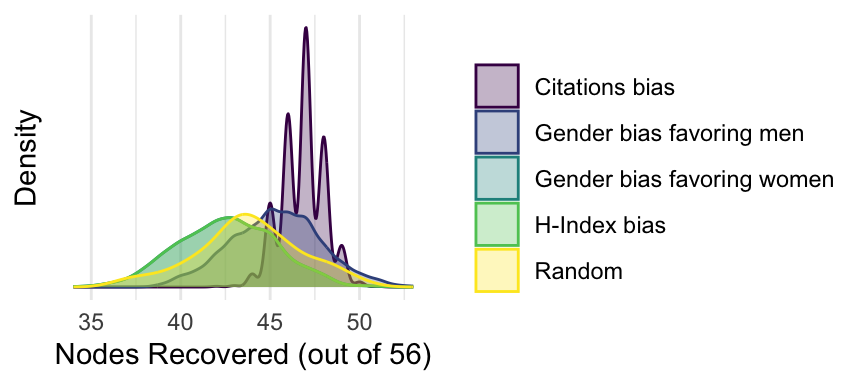 Density
35 40 45 50
Nodes Recovered (out of 56)
Citations bias
Gender bias favoring men
Gender bias favoring women
H-Index bias
Random